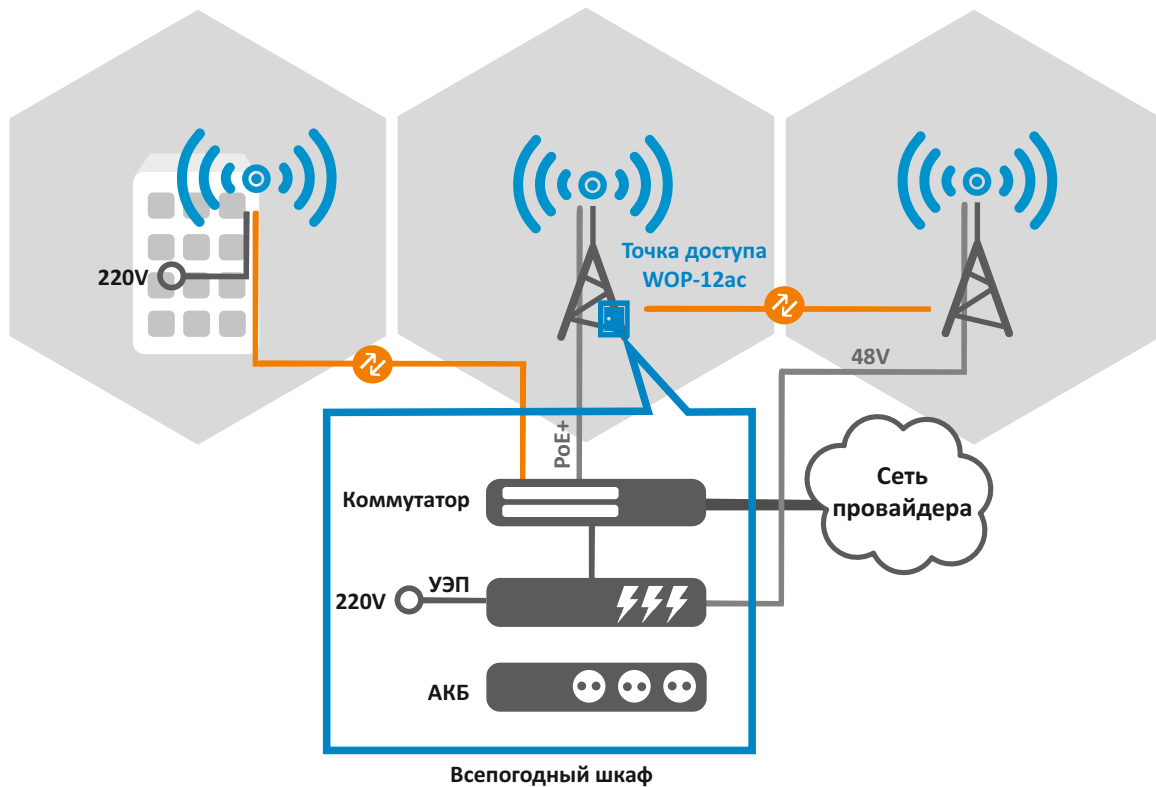 220V
Точка доступа
WOP-12ac
48V
PoE+
Коммутатор
Сеть
провайдера
УЭП
220V
АКБ
Всепогодный шкаф